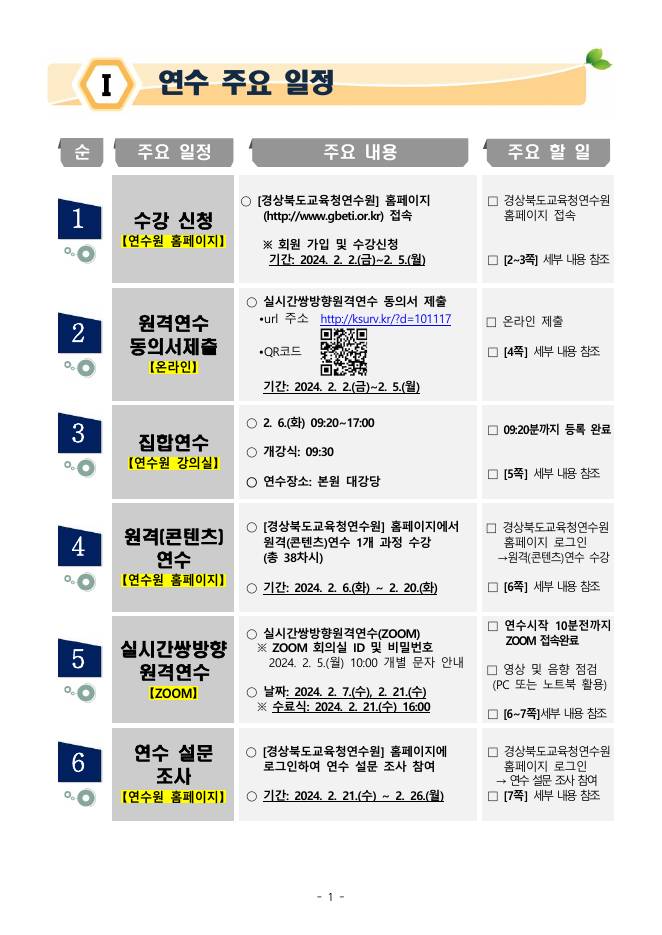 Ⅰ 연수 주요 일정
순 주요 일정 주요 내용 주요 할 일
1
수강 신청
【연수원 홈페이지】
○ [경상북도교육청연수원] 홈페이지
(http://www.gbeti.or.kr) 접속
※ 회원 가입 및 수강신청
기간: 2024. 2. 2.(금)~2. 5.(월)
□ 경상북도교육청연수원
홈페이지 접속
□ [2~3쪽] 세부 내용 참조
2
원격연수
동의서제출
【온라인】
○ 실시간쌍방향원격연수 동의서 제출
•url 주소 http://ksurv.kr/?d=101117
•QR코드
기간: 2024. 2. 2.(금)~2. 5.(월)
□ 온라인 제출
□ [4쪽] 세부 내용 참조
3
집합연수
【연수원 강의실】
○ 2. 6.(화) 09:20~17:00
○ 개강식: 09:30
○ 연수장소: 본원 대강당
□ 09:20분까지 등록 완료
□ [5쪽] 세부 내용 참조
4
원격(콘텐츠)
연수
【연수원 홈페이지】
○ [경상북도교육청연수원] 홈페이지에서
원격(콘텐츠)연수 1개 과정 수강
(총 38차시)
○ 기간: 2024. 2. 6.(화) ~ 2. 20.(화)
□ 경상북도교육청연수원
홈페이지 로그인
→원격(콘텐츠)연수 수강
□ [6쪽] 세부 내용 참조
5
실시간쌍방향
원격연수
【ZOOM】
○ 실시간쌍방향원격연수(ZOOM)
※ ZOOM 회의실 ID 및 비밀번호
2024. 2. 5.(월) 10:00 개별 문자 안내
○ 날짜: 2024. 2. 7.(수), 2. 21.(수)
※ 수료식: 2024. 2. 21.(수) 16:00
□ 연수시작 10분전까지
ZOOM 접속완료
□ 영상 및 음향 점검
(PC 또는 노트북 활용)
□ [6~7쪽]세부 내용 참조
6
연수 설문
조사
【연수원 홈페이지】
○ [경상북도교육청연수원] 홈페이지에
로그인하여 연수 설문 조사 참여
○ 기간: 2024. 2. 21.(수) ~ 2. 26.(월)
□ 경상북도교육청연수원
홈페이지 로그인
→ 연수 설문 조사 참여
□ [7쪽] 세부 내용 참조
- 1 -